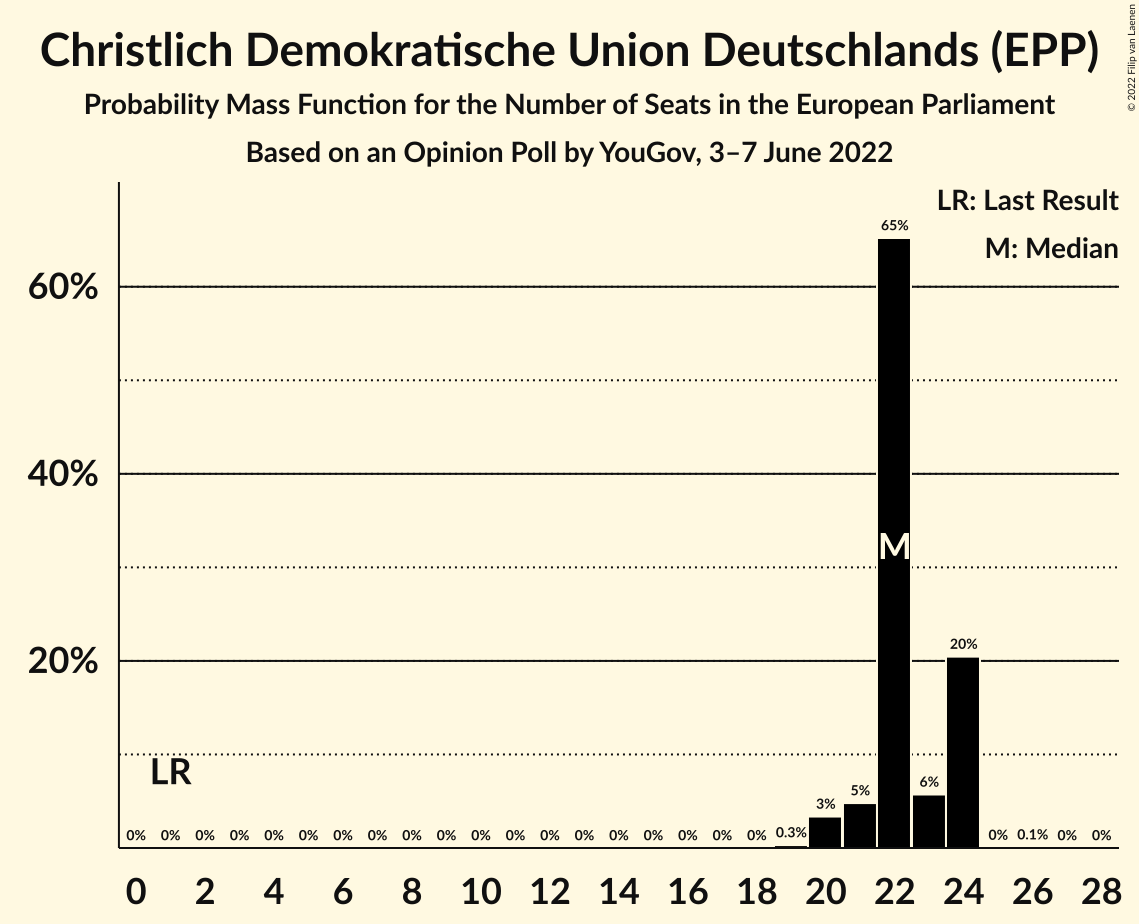 Christlich Demokratische Union Deutschlands (EPP)
Probability Mass Function for the Number of Seats in the European Parliament
Based on an Opinion Poll by YouGov, 3–7 June 2022
© 2022 Filip van Laenen
LR: Last Result
M: Median
65%
60%
40%
M
20%
20%
LR
3%
5%
6%
0% 0% 0% 0% 0% 0% 0% 0% 0% 0% 0% 0% 0% 0% 0% 0% 0% 0% 0% 0.3% 0% 0.1% 0% 0%
0 2 4 6 8 10 12 14 16 18 20 22 24 26 28